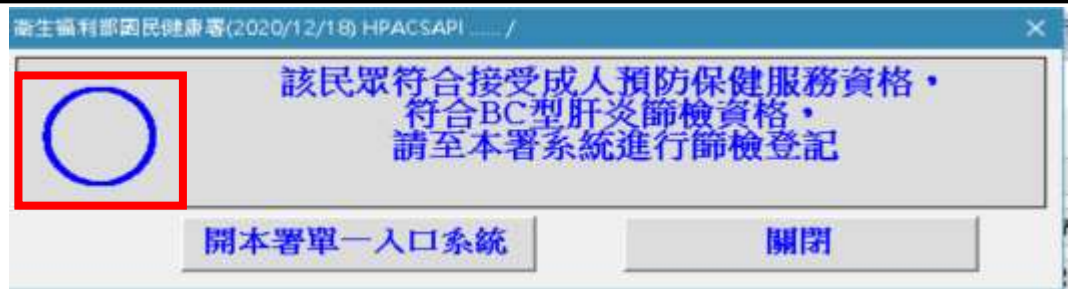 衛生福利部國民健康署(2020/12/18) HPACSAPI ...... /
該民眾符合接受成人預防保健服務資格，
符合BC型肝炎篩檢資格，
請至本署系統進行篩檢登記
開本署單一入口系統
關閉